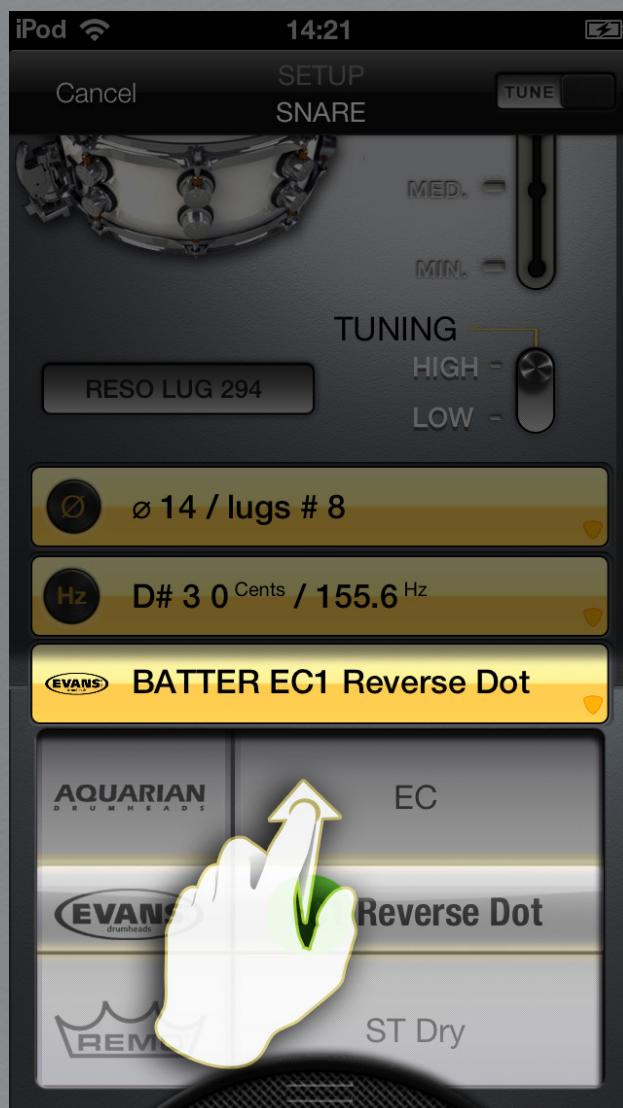 iPod 14:21
Cancel
SETUP
SNARE
TUNE
MED.
MIN.
TUNING
HIGH
LOW
RESO LUG 294
Ø
⌀ 14 / lugs # 8
Hz
D# 3 0 Cents / 155.6 Hz
EVANS
BATTER EC1 Reverse Dot
AQUARIAN
DRUMHEADS
EC
EVANS
drumheads
Reverse Dot
REMO
ST Dry